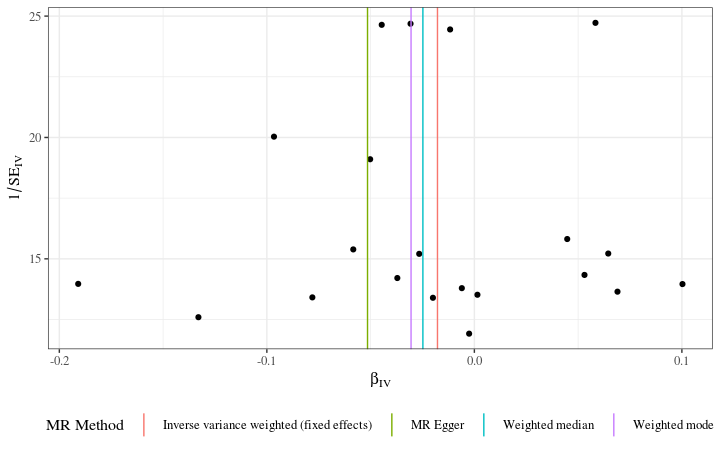 25
20
15
1/SE_IV
-0.2 -0.1 0.0 0.1
β_IV
MR Method Inverse variance weighted (fixed effects) MR Egger Weighted median Weighted mode